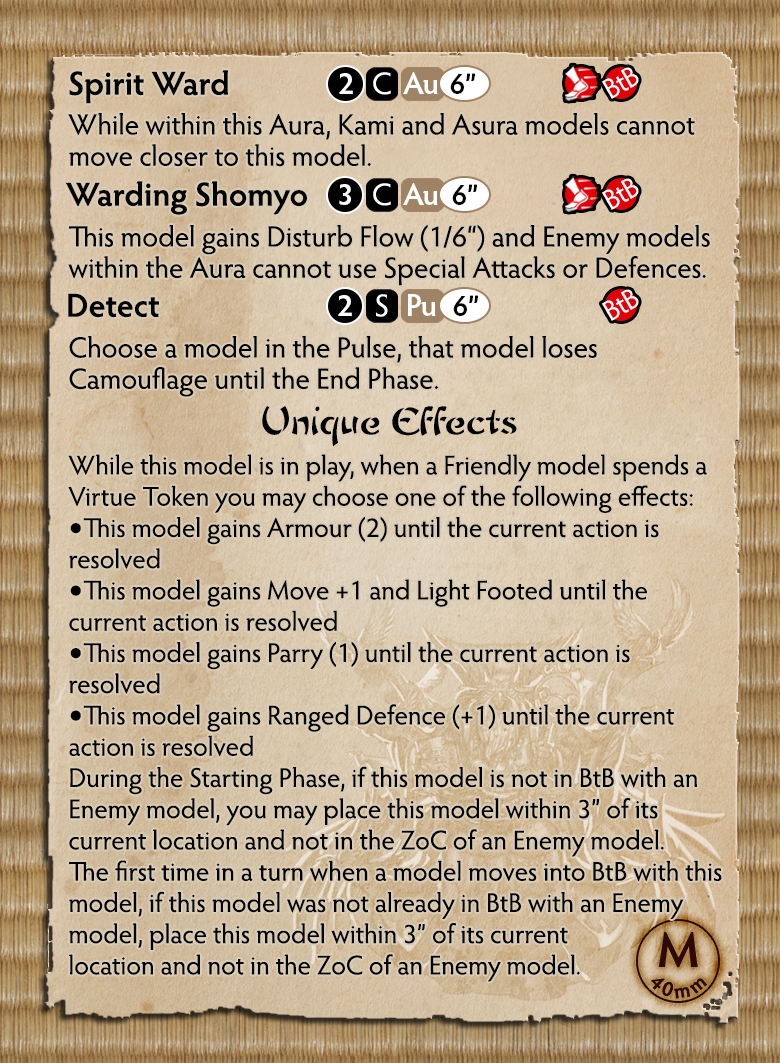 Spirit Ward 2 C Au 6” BtB
While within this Aura, Kami and Asura models cannot
move closer to this model.
Warding Shomyo 3 C Au 6” BtB
This model gains Disturb Flow (1/6“) and Enemy models
within the Aura cannot use Special Attacks or Defences.
Detect 2 S Pu 6” BtB
Choose a model in the Pulse, that model loses
Camouflage until the End Phase.
Unique Effects
While this model is in play, when a Friendly model spends a
Virtue Token you may choose one of the following effects:
•This model gains Armour (2) until the current action is
resolved
•This model gains Move +1 and Light Footed until the
current action is resolved
•This model gains Parry (1) until the current action is
resolved
•This model gains Ranged Defence (+1) until the current
action is resolved
During the Starting Phase, if this model is not in BtB with an
Enemy model, you may place this model within 3” of its
current location and not in the ZoC of an Enemy model.
The first time in a turn when a model moves into BtB with this
model, if this model was not already in BtB with an Enemy
model, place this model within 3” of its current
location and not in the ZoC of an Enemy model.
M
40mm